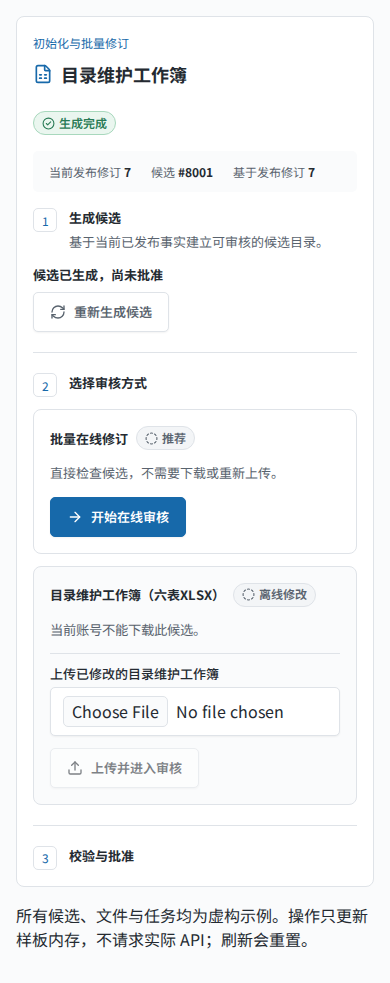 初始化与批量修订
目录维护工作簿
生成完成
当前发布修订 7 候选 #8001 基于发布修订 7
1 生成候选
基于当前已发布事实建立可审核的候选目录。
候选已生成，尚未批准
重新生成候选
2 选择审核方式
批量在线修订 推荐
直接检查候选，不需要下载或重新上传。
开始在线审核
目录维护工作簿（六表XLSX） 离线修改
当前账号不能下载此候选。
上传已修改的目录维护工作簿
Choose File No file chosen
上传并进入审核
3 校验与批准
所有候选、文件与任务均为虚构示例。操作只更新
样板内存，不请求实际 API；刷新会重置。